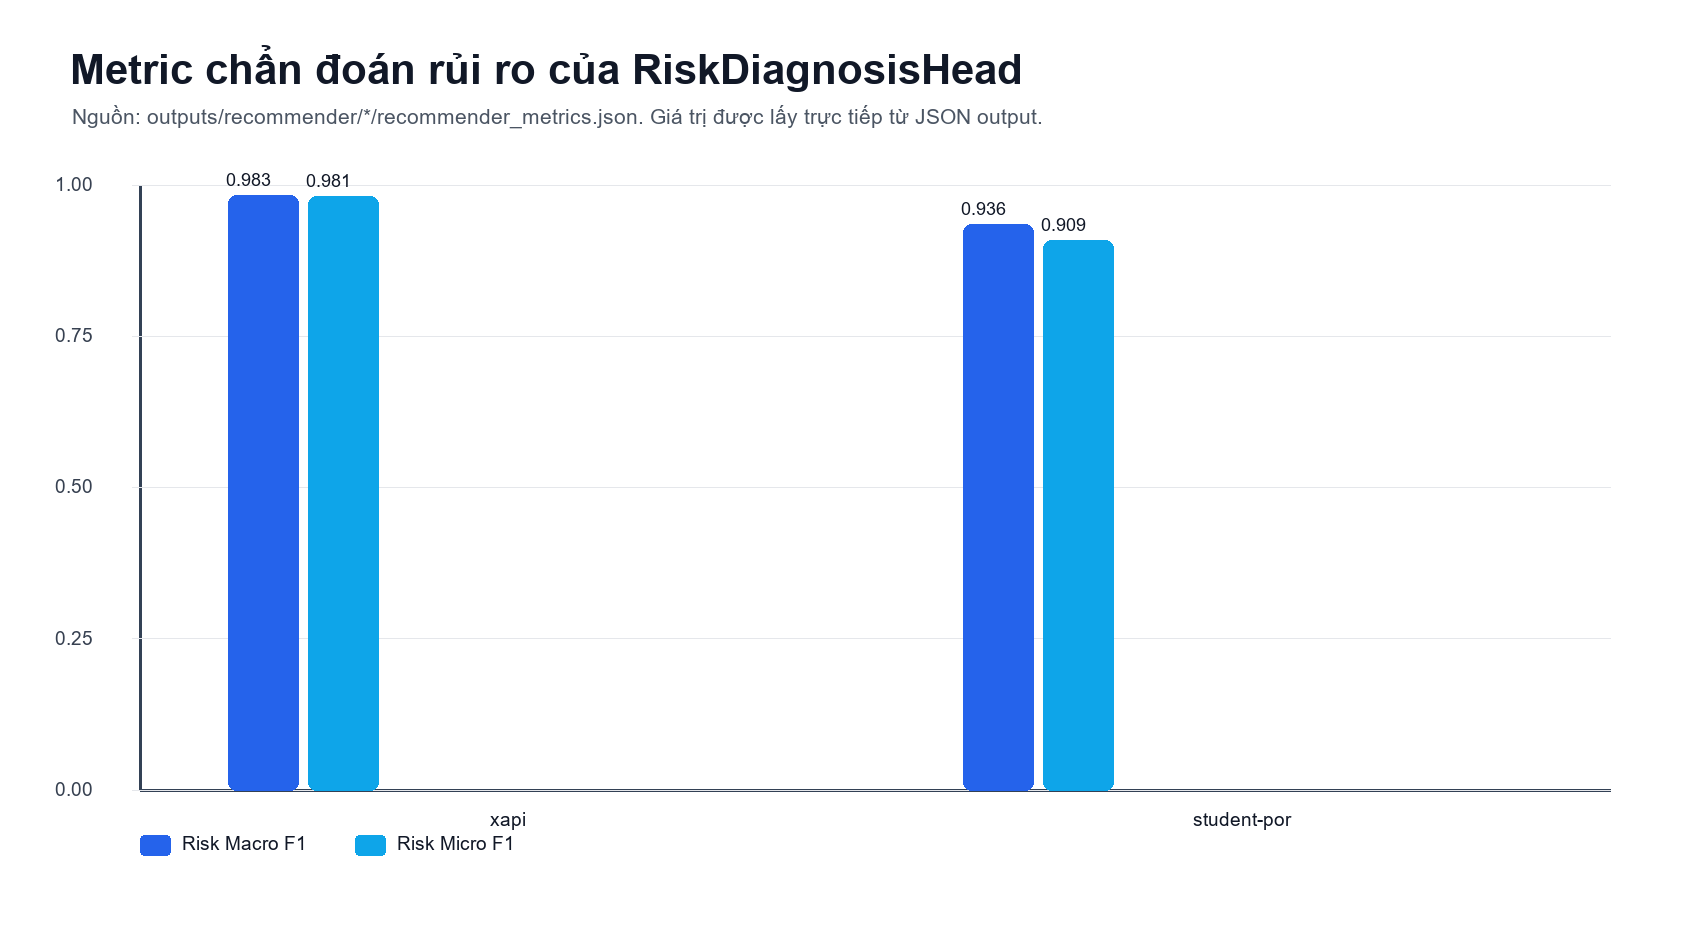 Metric chẩn đoán rủi ro của RiskDiagnosisHead
Nguồn: outputs/recommender/*/recommender_metrics.json. Giá trị được lấy trực tiếp từ JSON output.
1.00
0.75
0.50
0.25
0.00
0.983
0.981
0.936
0.909
xapi
student-por
Risk Macro F1
Risk Micro F1